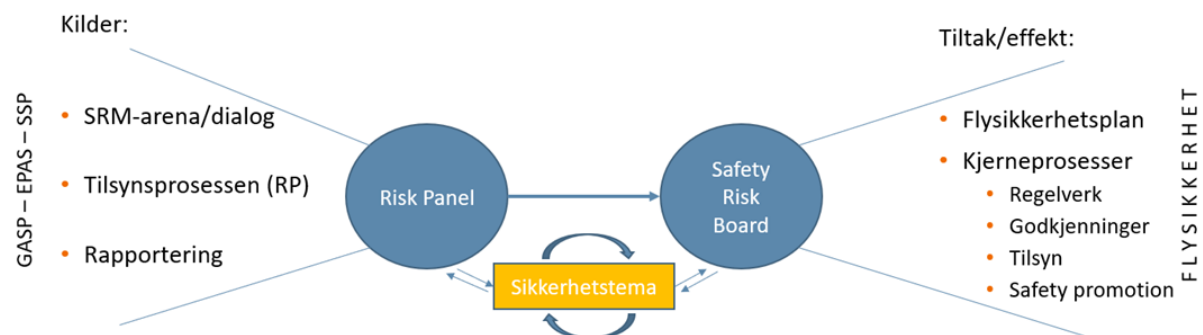 Kilder:
GASP – EPAS – SSP
• SRM-arena/dialog
• Tilsynsprosessen (RP)
• Rapportering
Risk Panel
Safety
Risk
Board
Sikkerhetstema
Tiltak/effekt:
• Flysikkerhetsplan
• Kjerneprosesser
• Regelverk
• Godkjenninger
• Tilsyn
• Safety promotion
FLYSIKKERHET